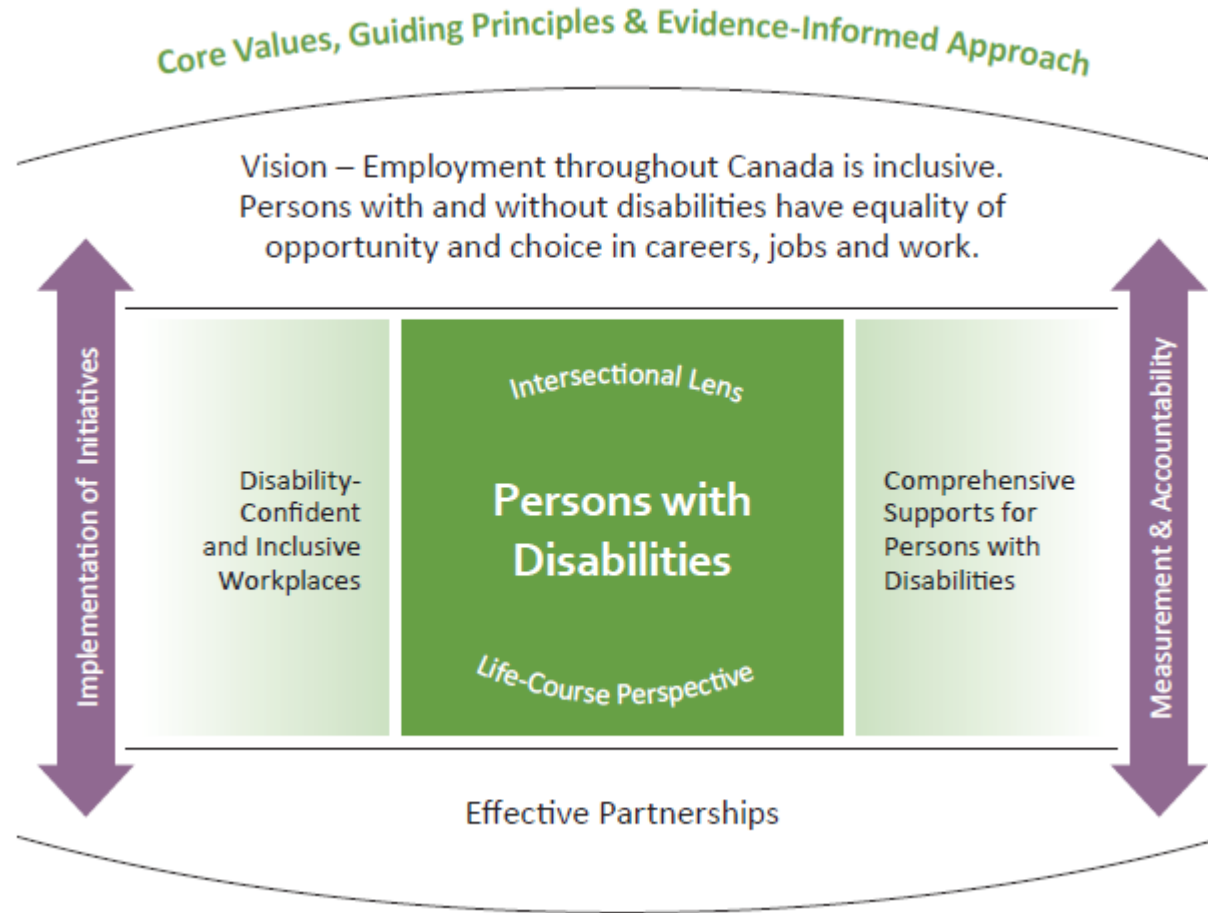 Core Values, Guiding Principles & Evidence-Informed Approach
Vision – Employment throughout Canada is inclusive.
Persons with and without disabilities have equality of
opportunity and choice in careers, jobs and work.
Implementation of Initiatives
Disability-
Confident
and Inclusive
Workplaces
Intersectional Lens
Persons with
Disabilities
Life-Course Perspective
Comprehensive
Supports for
Persons with
Disabilities
Measurement & Accountability
Effective Partnerships